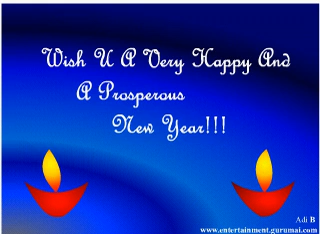 Wish U A Very Happy And
A Prosperous
New Year!!!
Adi B
www.entertainment.gurumai.com